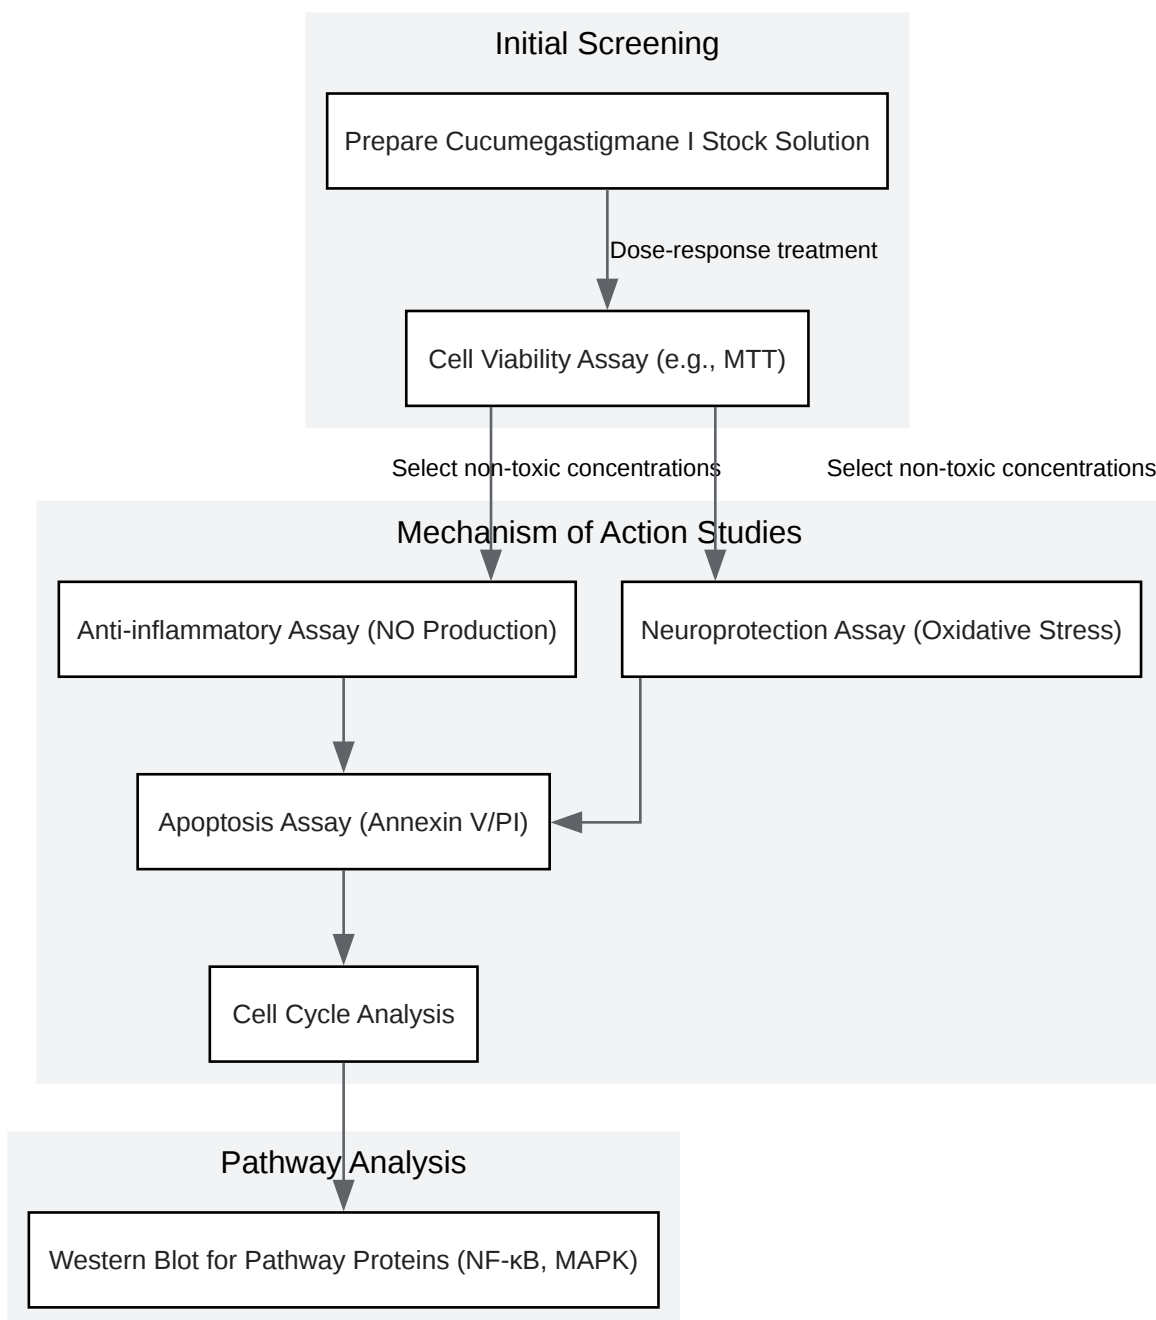 Initial Screening
Prepare Cucumegastigmane I Stock Solution
Dose-response treatment
Cell Viability Assay (e.g., MTT)
Select non-toxic concentrations
Select non-toxic concentrations
Mechanism of Action Studies
Anti-inflammatory Assay (NO Production)
Neuroprotection Assay (Oxidative Stress)
Apoptosis Assay (Annexin V/PI)
Cell Cycle Analysis
Pathway Analysis
Western Blot for Pathway Proteins (NF-κB, MAPK)